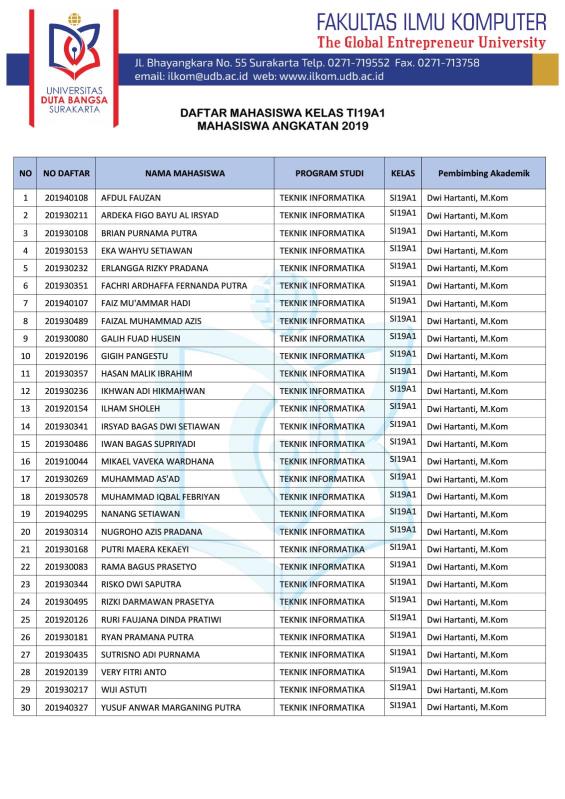 FAKULTAS ILMU KOMPUTER
The Global Entrepreneur University
Jl. Bhayangkara No. 55 Surakarta Telp. 0271-719552 Fax. 0271-713758
email: ilkom@udb.ac.id web: www.ilkom.udb.ac.id
UNIVERSITAS
DUTA BANGSA
SURAKARTA
DAFTAR MAHASISWA KELAS TI19A1
MAHASISWA ANGKATAN 2019
NO NO DAFTAR NAMA MAHASISWA PROGRAM STUDI KELAS Pembimbing Akademik
1 201940108 AFDUL FAUZAN TEKNIK INFORMATIKA SI19A1 Dwi Hartanti, M.Kom
2 201930211 ARDEKA FIGO BAYU AL IRSYAD TEKNIK INFORMATIKA SI19A1 Dwi Hartanti, M.Kom
3 201930108 BRIAN PURNAMA PUTRA TEKNIK INFORMATIKA SI19A1 Dwi Hartanti, M.Kom
4 201930153 EKA WAHYU SETIAWAN TEKNIK INFORMATIKA SI19A1 Dwi Hartanti, M.Kom
5 201930232 ERLANGGA RIZKY PRADANA TEKNIK INFORMATIKA SI19A1 Dwi Hartanti, M.Kom
6 201930351 FACHRI ARDHAFFA FERNANDA PUTRA TEKNIK INFORMATIKA SI19A1 Dwi Hartanti, M.Kom
7 201940107 FAIZ MU'AMMAR HADI TEKNIK INFORMATIKA SI19A1 Dwi Hartanti, M.Kom
8 201930489 FAIZAL MUHAMMAD AZIS TEKNIK INFORMATIKA SI19A1 Dwi Hartanti, M.Kom
9 201930080 GALIH FUAD HUSEIN TEKNIK INFORMATIKA SI19A1 Dwi Hartanti, M.Kom
10 201920196 GIGIH PANGESTU TEKNIK INFORMATIKA SI19A1 Dwi Hartanti, M.Kom
11 201930357 HASAN MALIK IBRAHIM TEKNIK INFORMATIKA SI19A1 Dwi Hartanti, M.Kom
12 201930236 IKHWAN ADI HIKMAHWAN TEKNIK INFORMATIKA SI19A1 Dwi Hartanti, M.Kom
13 201920154 ILHAM SHOLEH TEKNIK INFORMATIKA SI19A1 Dwi Hartanti, M.Kom
14 201930341 IRSYAD BAGAS DWI SETIAWAN TEKNIK INFORMATIKA SI19A1 Dwi Hartanti, M.Kom
15 201930486 IWAN BAGAS SUPRIYADI TEKNIK INFORMATIKA SI19A1 Dwi Hartanti, M.Kom
16 201910044 MIKAEL VAVEKA WARDHANA TEKNIK INFORMATIKA SI19A1 Dwi Hartanti, M.Kom
17 201930269 MUHAMMAD AS'AD TEKNIK INFORMATIKA SI19A1 Dwi Hartanti, M.Kom
18 201930578 MUHAMMAD IQBAL FEBRIYAN TEKNIK INFORMATIKA SI19A1 Dwi Hartanti, M.Kom
19 201940295 NANANG SETIAWAN TEKNIK INFORMATIKA SI19A1 Dwi Hartanti, M.Kom
20 201930314 NUGROHO AZIS PRADANA TEKNIK INFORMATIKA SI19A1 Dwi Hartanti, M.Kom
21 201930168 PUTRI MAERA KEKAEYI TEKNIK INFORMATIKA SI19A1 Dwi Hartanti, M.Kom
22 201930083 RAMA BAGUS PRASETYO TEKNIK INFORMATIKA SI19A1 Dwi Hartanti, M.Kom
23 201930344 RISKO DWI SAPUTRA TEKNIK INFORMATIKA SI19A1 Dwi Hartanti, M.Kom
24 201930495 RIZKI DARMAWAN PRASETYA TEKNIK INFORMATIKA SI19A1 Dwi Hartanti, M.Kom
25 201920126 RURI FAUJANA DINDA PRATIWI TEKNIK INFORMATIKA SI19A1 Dwi Hartanti, M.Kom
26 201930181 RYAN PRAMANA PUTRA TEKNIK INFORMATIKA SI19A1 Dwi Hartanti, M.Kom
27 201930435 SUTRISNO ADI PURNAMA TEKNIK INFORMATIKA SI19A1 Dwi Hartanti, M.Kom
28 201920139 VERY FITRI ANTO TEKNIK INFORMATIKA SI19A1 Dwi Hartanti, M.Kom
29 201930217 WIJI ASTUTI TEKNIK INFORMATIKA SI19A1 Dwi Hartanti, M.Kom
30 201940327 YUSUF ANWAR MARGANING PUTRA TEKNIK INFORMATIKA SI19A1 Dwi Hartanti, M.Kom